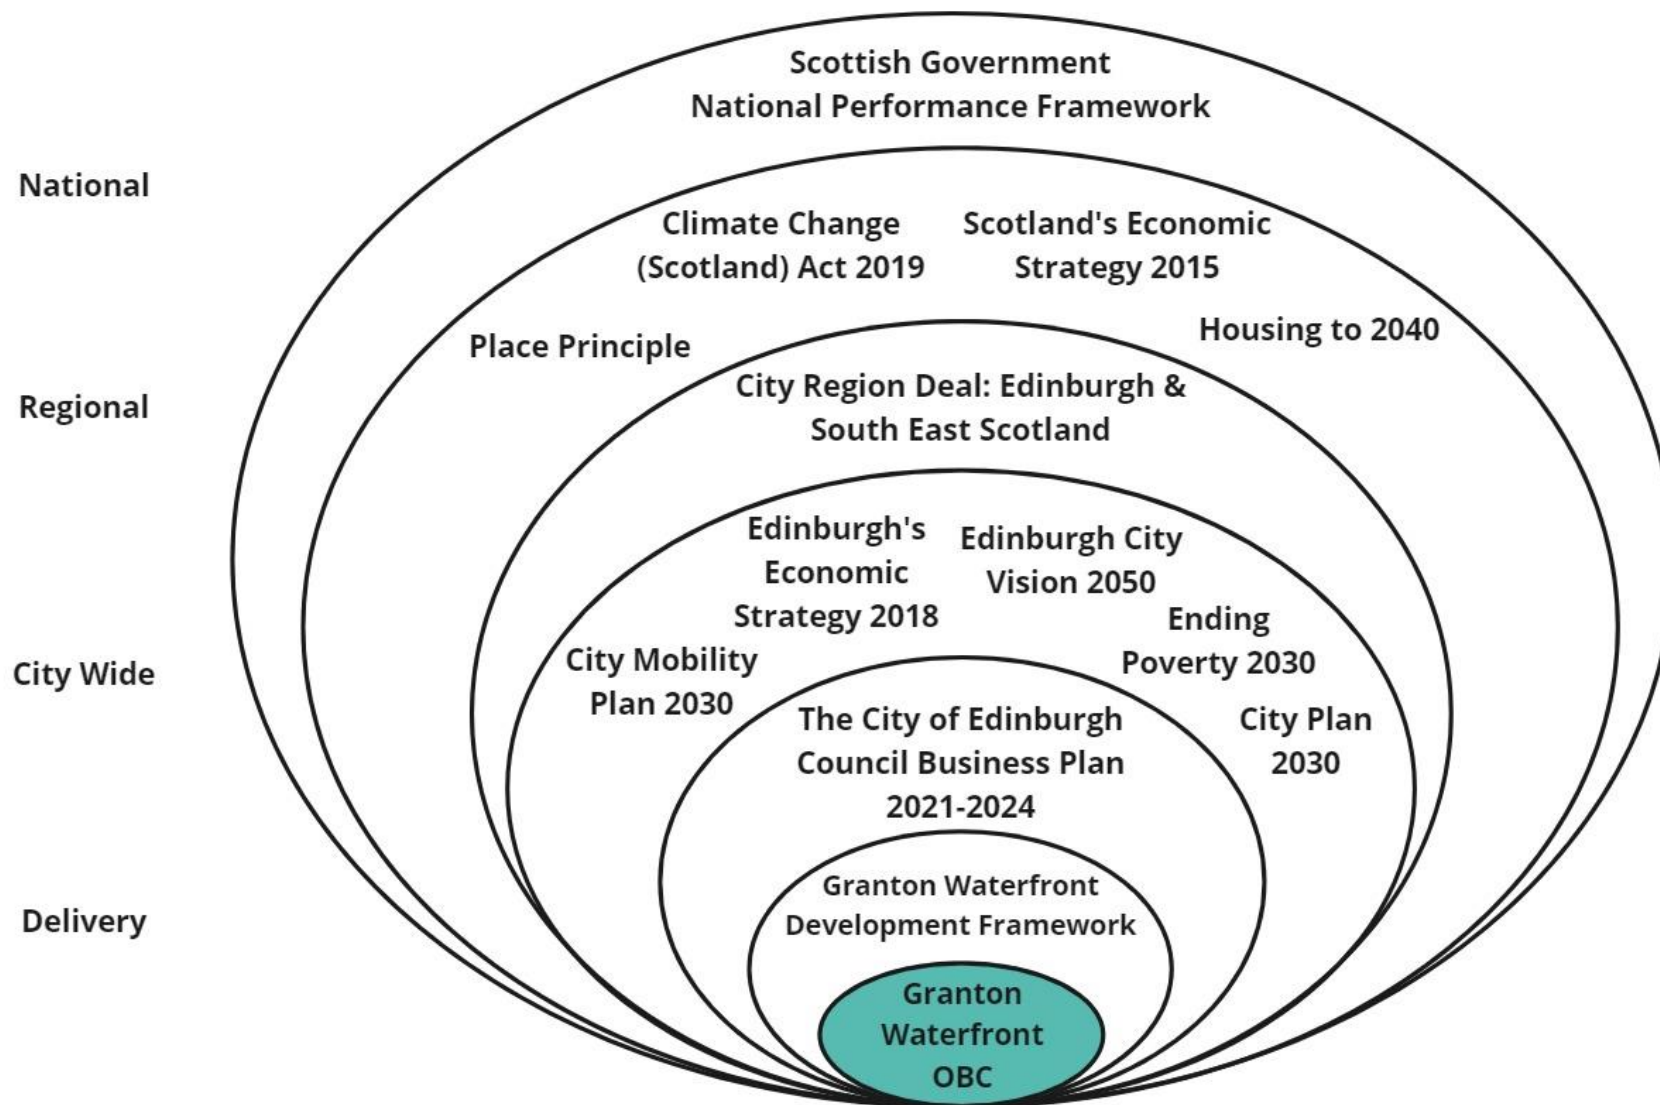 Scottish Government
National Performance Framework
National
Climate Change
(Scotland) Act 2019
Scotland's Economic
Strategy 2015
Place Principle
Housing to 2040
Regional
City Region Deal: Edinburgh &
South East Scotland
Edinburgh's
Economic
Strategy 2018
Edinburgh City
Vision 2050
Ending
Poverty 2030
City Wide
City Mobility
Plan 2030
The City of Edinburgh
Council Business Plan
2021-2024
City Plan
2030
Delivery
Granton Waterfront
Development Framework
Granton
Waterfront
OBC